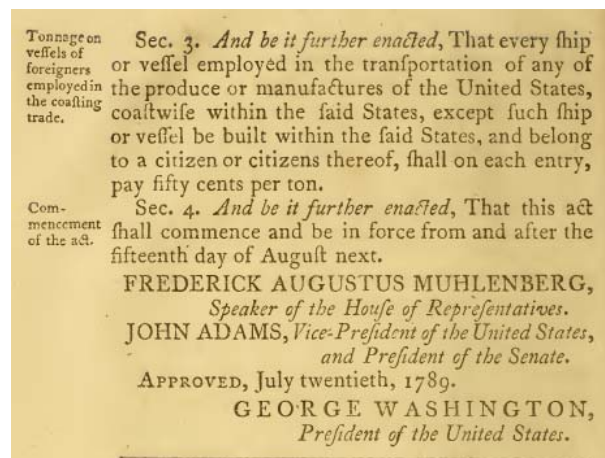 Tonnage on
veſſels of
foreigners
employed in
the coaſting
trade.
Sec. 3. And be it further enacted, That every ſhip
or veſſel employed in the tranſportation of any of
the produce or manufactures of the United States,
coaſtwiſe within the ſaid States, except ſuch ſhip
or veſſel be built within the ſaid States, and belong
to a citizen or citizens thereof, ſhall on each entry,
pay fifty cents per ton.
Com-
mencement
of the act.
Sec. 4. And be it further enacted, That this act
ſhall commence and be in force from and after the
fifteenth day of Auguſt next.
FREDERICK AUGUSTUS MUHLENBERG,
Speaker of the Houſe of Repreſentatives.
JOHN ADAMS, Vice-Preſident of the United States,
and Preſident of the Senate.
APPROVED, July twentieth, 1789.
GEORGE WASHINGTON,
Preſident of the United States.